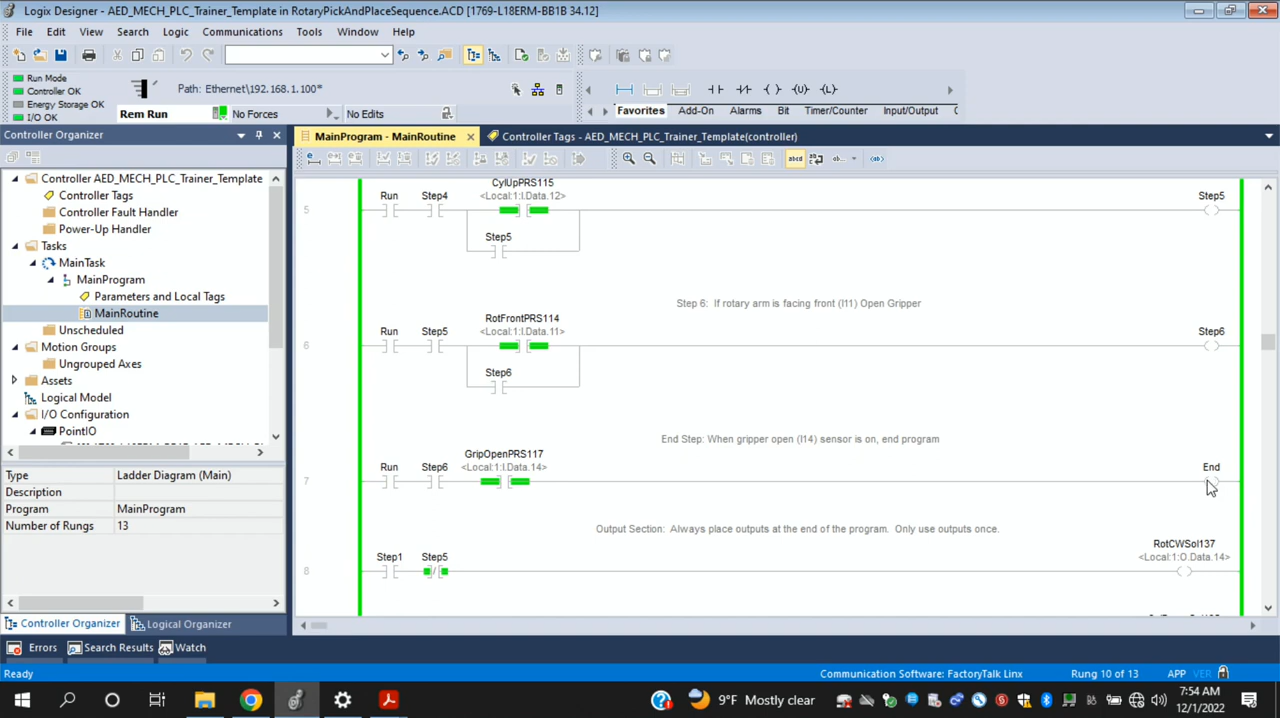 Logix Designer - AED_MECH_PLC_Trainer_Template in RotaryPickAndPlaceSequence.ACD [1769-L18ERM-BB1B 34.12]
File Edit View Search Logic Communications Tools Window Help
Run Mode
Controller OK
Energy Storage OK
I/O OK
Path: Ethernet\192.168.1.100*
Rem Run
No Forces
No Edits
Favorites Add-On Alarms Bit Timer/Counter Input/Output
Controller Organizer
Controller AED_MECH_PLC_Trainer_Template
Controller Tags
Controller Fault Handler
Power-Up Handler
Tasks
MainTask
MainProgram
Parameters and Local Tags
MainRoutine
Unscheduled
Motion Groups
Ungrouped Axes
Assets
Logical Model
I/O Configuration
PointIO
Type Ladder Diagram (Main)
Description
Program MainProgram
Number of Rungs 13
Controller Organizer Logical Organizer
MainProgram - MainRoutine
Controller Tags - AED_MECH_PLC_Trainer_Template(controller)
CylUpPRS115
Run Step4 <Local:1:I.Data.12> Step5
5
Step5
Step 6: If rotary arm is facing front (I11) Open Gripper
RotFrontPRS114
Run Step5 <Local:1:I.Data.11> Step6
6
Step6
End Step: When gripper open (I14) sensor is on, end program
GripOpenPRS117
Run Step6 <Local:1:I.Data.14> End
7
Output Section: Always place outputs at the end of the program. Only use outputs once.
RotCWSol137
Step1 Step5 <Local:1:O.Data.14>
8
Errors Search Results Watch
Ready
Communication Software: FactoryTalk Linx Rung 10 of 13 APP VER
9°F Mostly clear
7:54 AM
12/1/2022